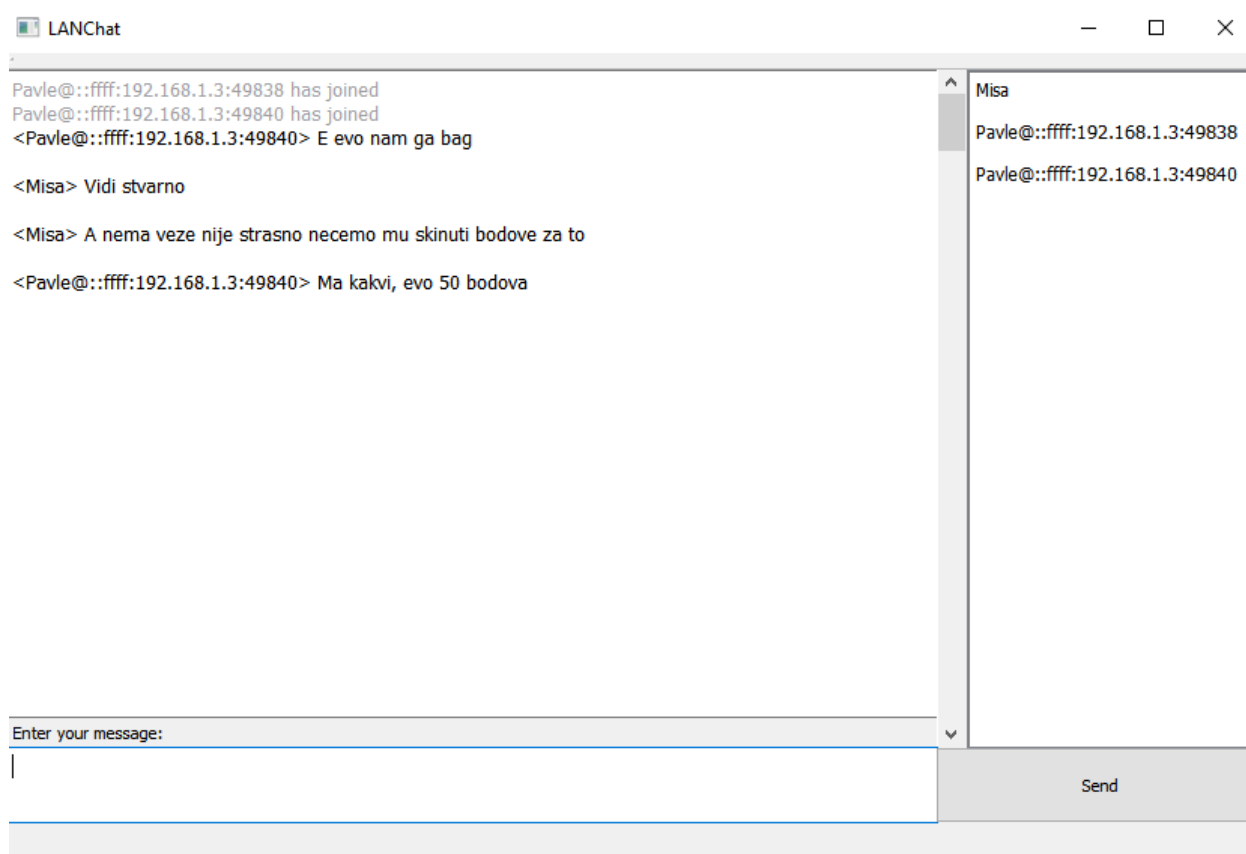 LANChat
Pavle@::ffff:192.168.1.3:49838 has joined
Pavle@::ffff:192.168.1.3:49840 has joined
<Pavle@::ffff:192.168.1.3:49840> E evo nam ga bag
<Misa> Vidi stvarno
<Misa> A nema veze nije strasno necemo mu skinuti bodove za to
<Pavle@::ffff:192.168.1.3:49840> Ma kakvi, evo 50 bodova
Misa
Pavle@::ffff:192.168.1.3:49838
Pavle@::ffff:192.168.1.3:49840
Enter your message:
Send